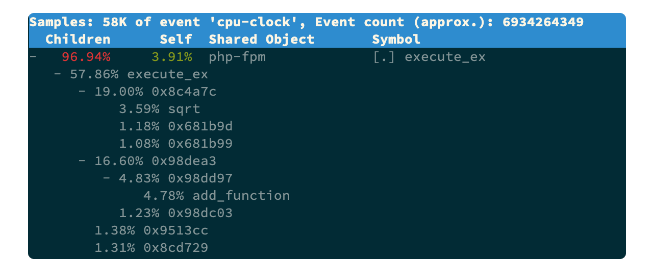 Samples: 58K of event 'cpu-clock', Event count (approx.): 6934264349
Children Self Shared Object Symbol
- 96.94% 3.91% php-fpm [.] execute_ex
- 57.86% execute_ex
- 19.00% 0x8c4a7c
3.59% sqrt
1.18% 0x681b9d
1.08% 0x681b99
- 16.60% 0x98dea3
- 4.83% 0x98dd97
4.78% add_function
1.23% 0x98dc03
1.38% 0x9513cc
1.31% 0x8cd729